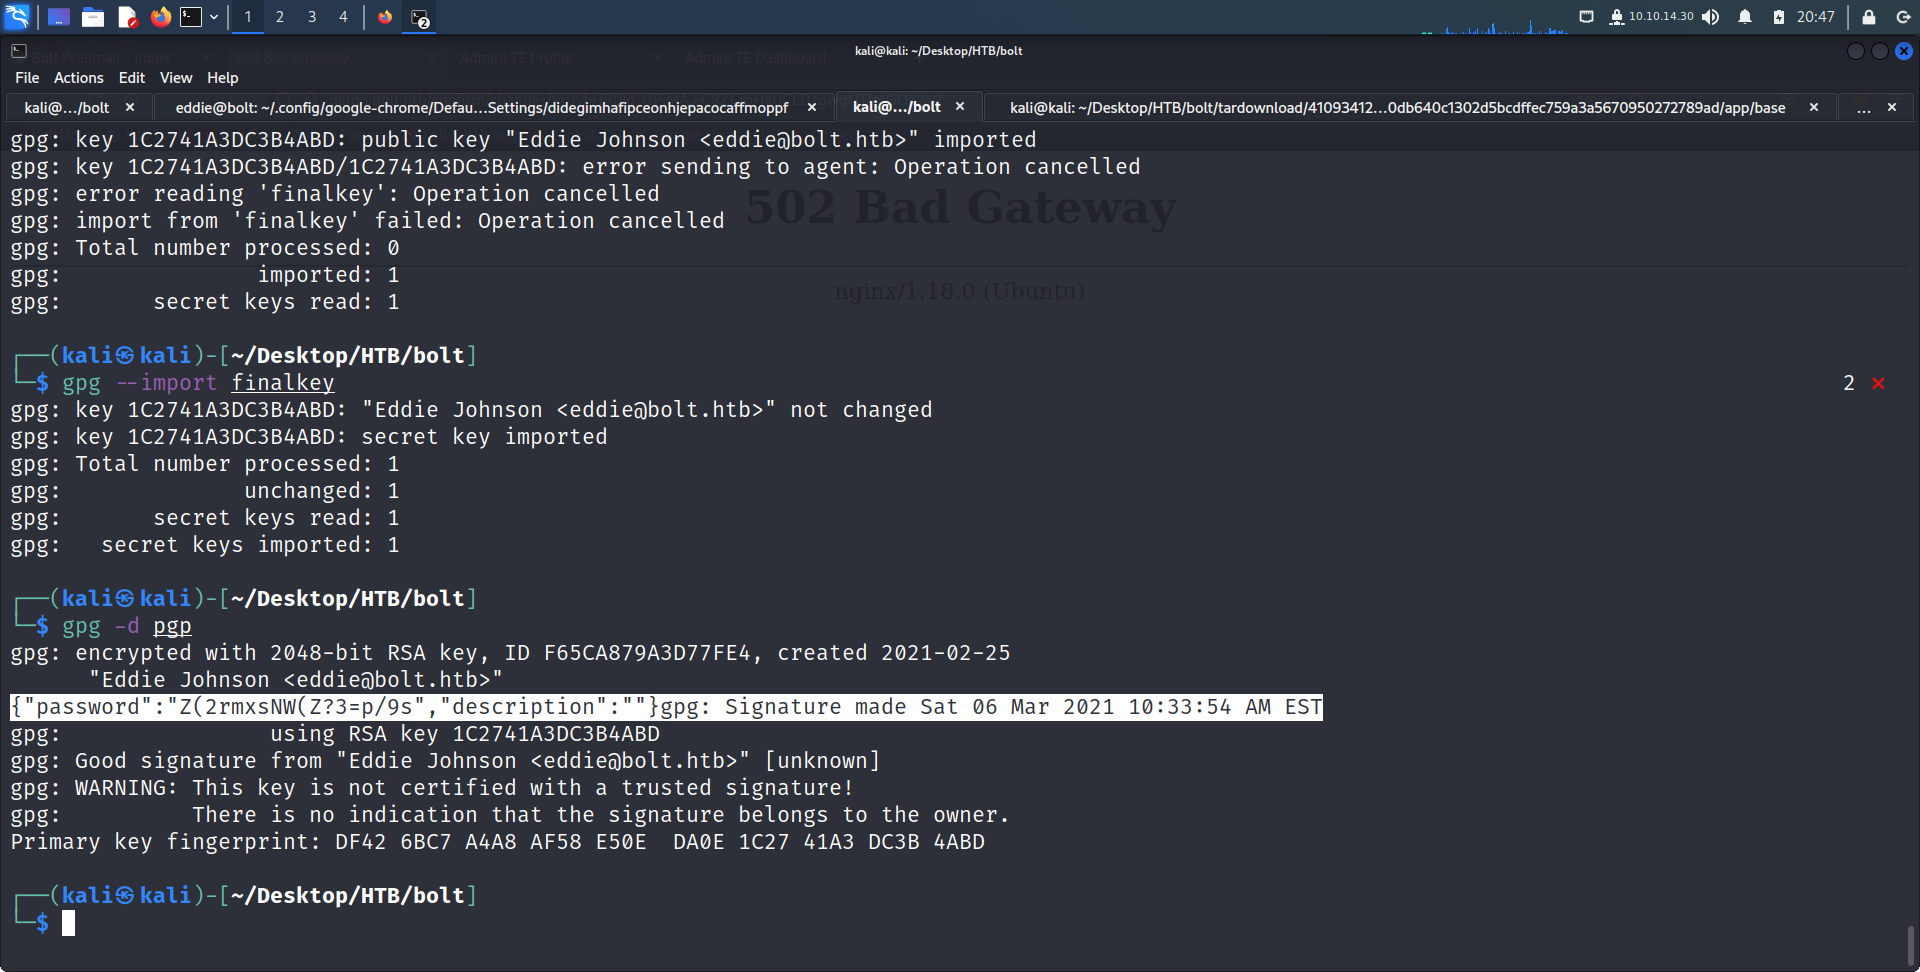 1 2 3 4 2 10.10.14.30 20:47
Bolt Webmail :: Inbox 502 Bad Gateway AdminLTE Profile AdminLTE Dashboard
kali@kali: ~/Desktop/HTB/bolt
File Actions Edit View Help
kali@.../bolt × eddie@bolt: ~/.config/google-chrome/Defau...Settings/didegimhafipceonhjepacocaffmoppf × kali@.../bolt × kali@kali: ~/Desktop/HTB/bolt/tardownload/41093412...0db640c1302d5bcdffec759a3a5670950272789ad/app/base × ... ×
gpg: key 1C2741A3DC3B4ABD: public key "Eddie Johnson <eddie@bolt.htb>" imported
gpg: key 1C2741A3DC3B4ABD/1C2741A3DC3B4ABD: error sending to agent: Operation cancelled
gpg: error reading 'finalkey': Operation cancelled
502 Bad Gateway
gpg: import from 'finalkey' failed: Operation cancelled
gpg: Total number processed: 0
gpg:               imported: 1
nginx/1.18.0 (Ubuntu)
gpg:       secret keys read: 1
┌──(kali㉿kali)-[~/Desktop/HTB/bolt]
└─$ gpg --import finalkey 2 ×
gpg: key 1C2741A3DC3B4ABD: "Eddie Johnson <eddie@bolt.htb>" not changed
gpg: key 1C2741A3DC3B4ABD: secret key imported
gpg: Total number processed: 1
gpg:              unchanged: 1
gpg:       secret keys read: 1
gpg:   secret keys imported: 1
┌──(kali㉿kali)-[~/Desktop/HTB/bolt]
└─$ gpg -d pgp
gpg: encrypted with 2048-bit RSA key, ID F65CA879A3D77FE4, created 2021-02-25
      "Eddie Johnson <eddie@bolt.htb>"
{"password":"Z(2rmxsNW(Z?3=p/9s","description":""}gpg: Signature made Sat 06 Mar 2021 10:33:54 AM EST
gpg:                using RSA key 1C2741A3DC3B4ABD
gpg: Good signature from "Eddie Johnson <eddie@bolt.htb>" [unknown]
gpg: WARNING: This key is not certified with a trusted signature!
gpg:          There is no indication that the signature belongs to the owner.
Primary key fingerprint: DF42 6BC7 A4A8 AF58 E50E  DA0E 1C27 41A3 DC3B 4ABD
┌──(kali㉿kali)-[~/Desktop/HTB/bolt]
└─$